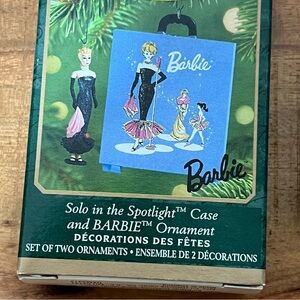 Barbie
Barbie
Solo in the Spotlight™ Case
and BARBIE™ Ornament
DÉCORATIONS DES FÊTES
SET OF TWO ORNAMENTS • ENSEMBLE DE 2 DÉCORATIONS